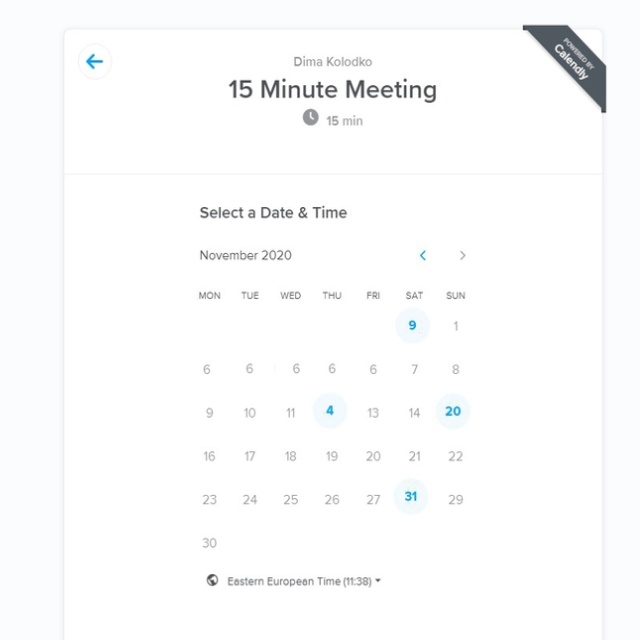 POWERED BY
Calendly
Dima Kolodko
15 Minute Meeting
15 min
Select a Date & Time
November 2020
MON TUE WED THU FRI SAT SUN
9 1
6 6 6 6 6 7 8
9 10 11 4 13 14 20
16 17 18 19 20 21 22
23 24 25 26 27 31 29
30
Eastern European Time (11:38)